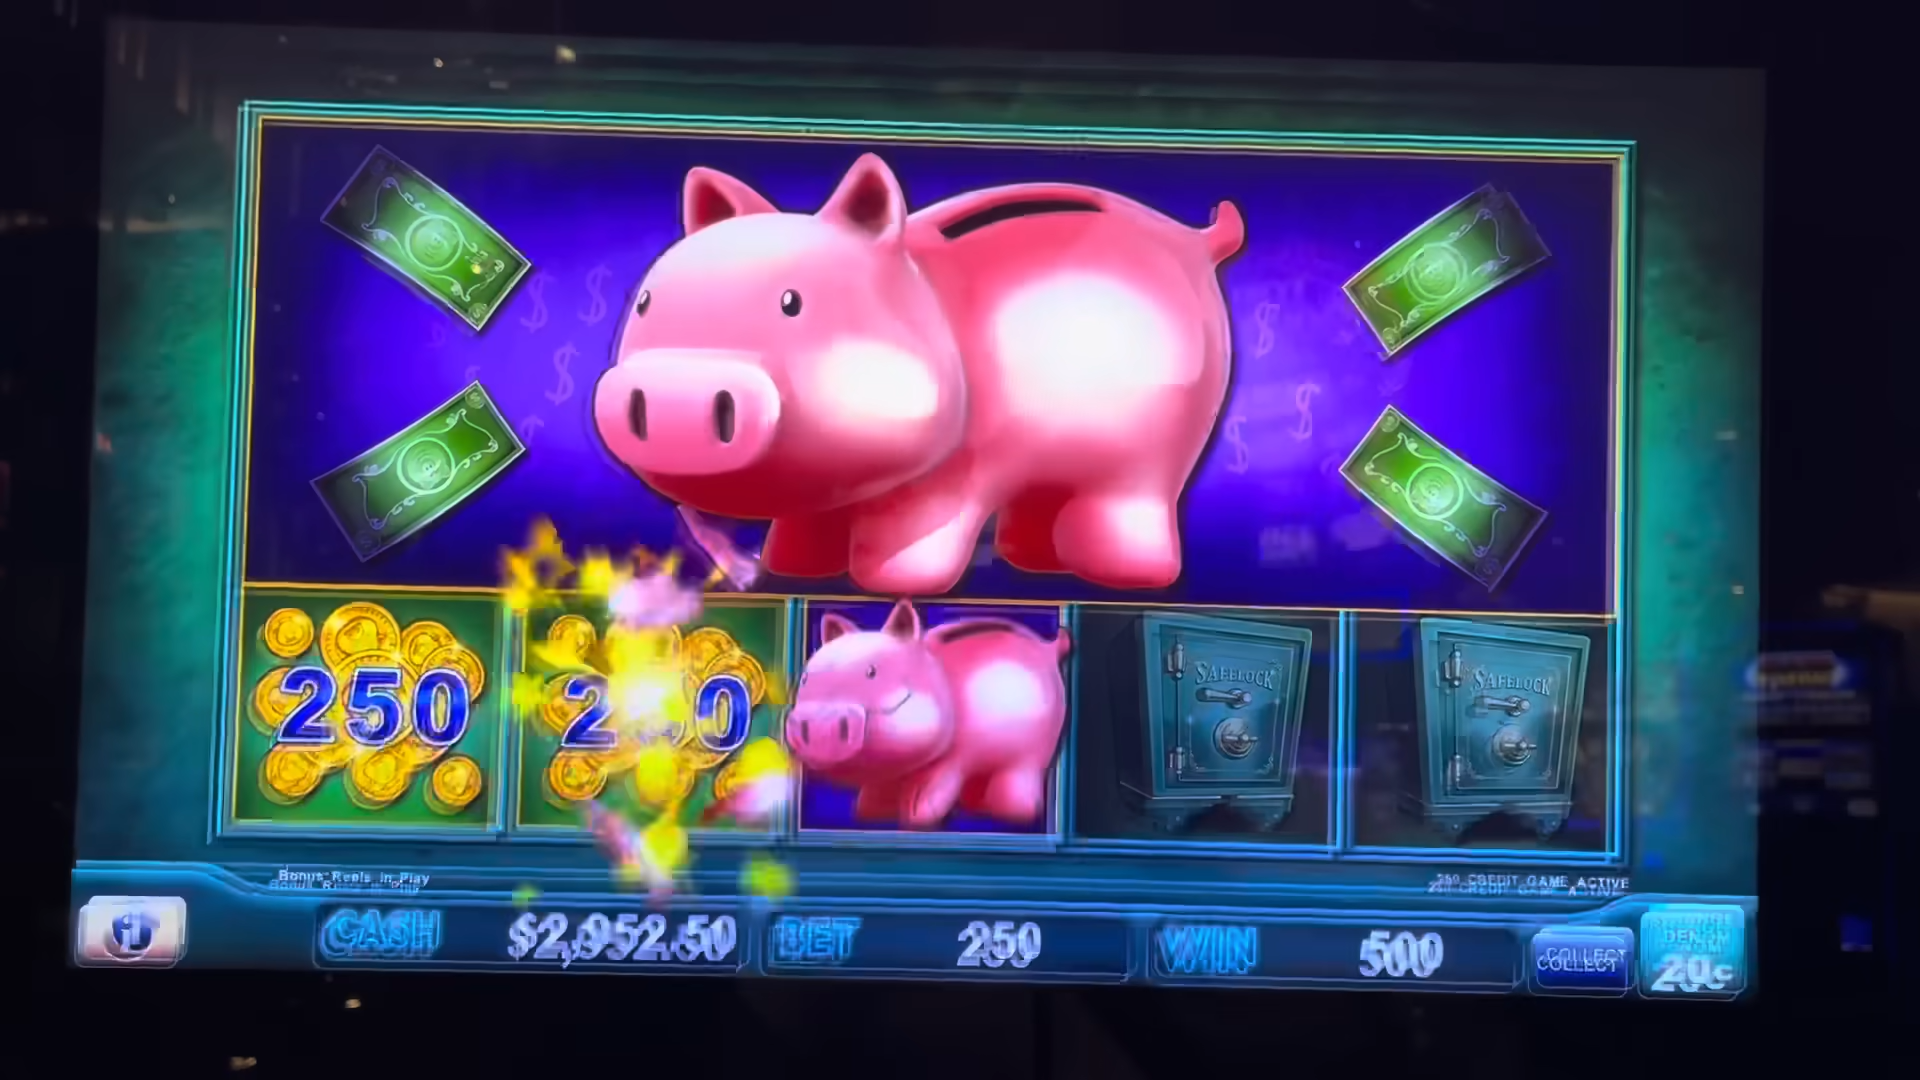 250
SAFELOCK
SAFELOCK
Bonus Reels in Play
250 CREDIT GAME ACTIVE
CASH $2,952.50 BET 250 WIN 500
COLLECT
DENOM
20¢